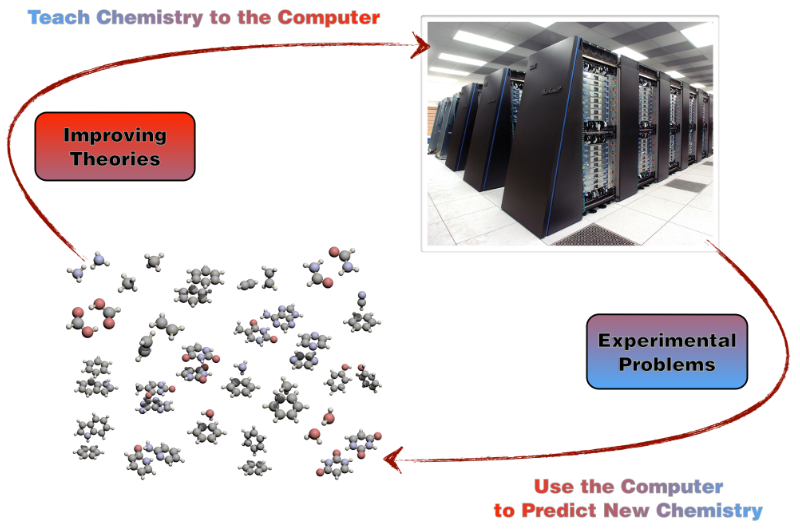 Teach Chemistry to the Computer
Improving
Theories
Experimental
Problems
Use the Computer
to Predict New Chemistry